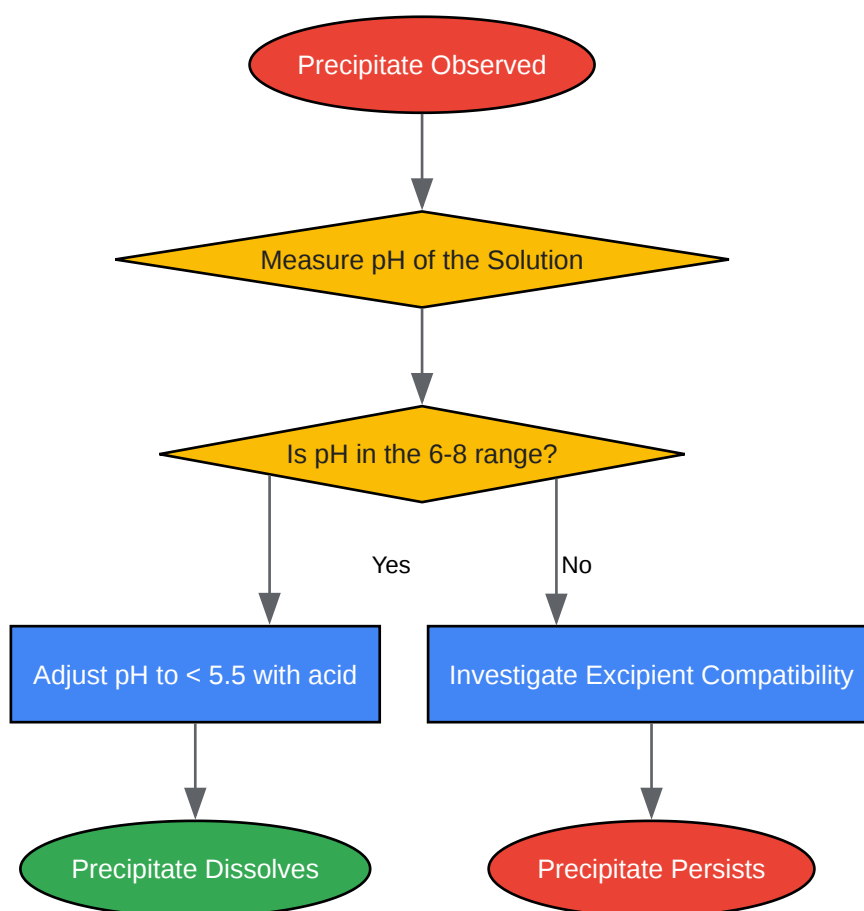 Precipitate Observed
Measure pH of the Solution
Is pH in the 6-8 range?
Yes
No
Adjust pH to < 5.5 with acid
Investigate Excipient Compatibility
Precipitate Dissolves
Precipitate Persists